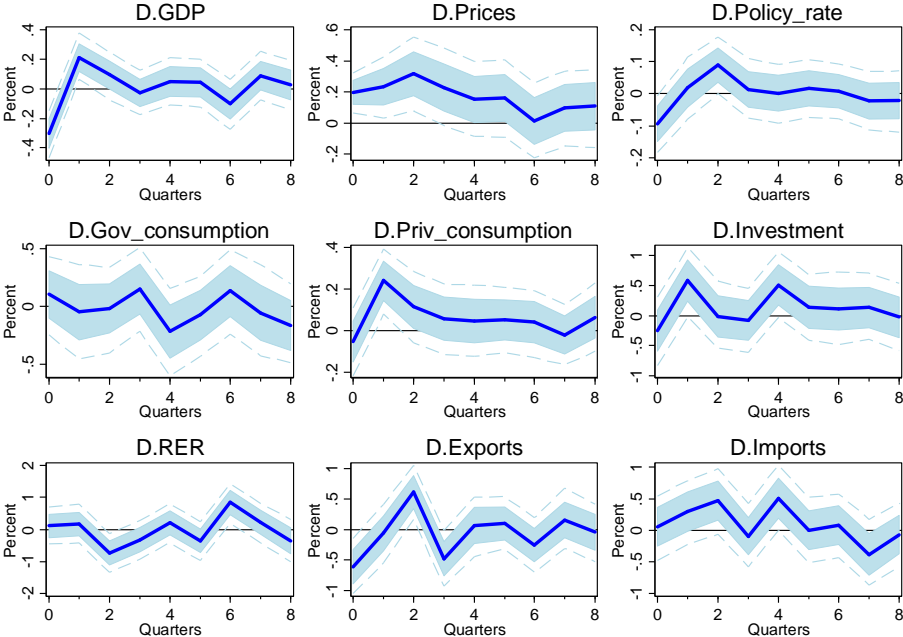 D.GDP
Percent
.4
.2
0
-.2
-.4
0 2 4 6 8
Quarters
D.Prices
Percent
.6
.4
.2
0
-.2
0 2 4 6 8
Quarters
D.Policy_rate
Percent
.2
.1
0
-.1
-.2
0 2 4 6 8
Quarters
D.Gov_consumption
Percent
.5
0
-.5
0 2 4 6 8
Quarters
D.Priv_consumption
Percent
.4
.2
0
-.2
0 2 4 6 8
Quarters
D.Investment
Percent
1
.5
0
-.5
-1
0 2 4 6 8
Quarters
D.RER
Percent
2
1
0
-1
-2
0 2 4 6 8
Quarters
D.Exports
Percent
1
.5
0
-.5
-1
0 2 4 6 8
Quarters
D.Imports
Percent
1
.5
0
-.5
-1
0 2 4 6 8
Quarters